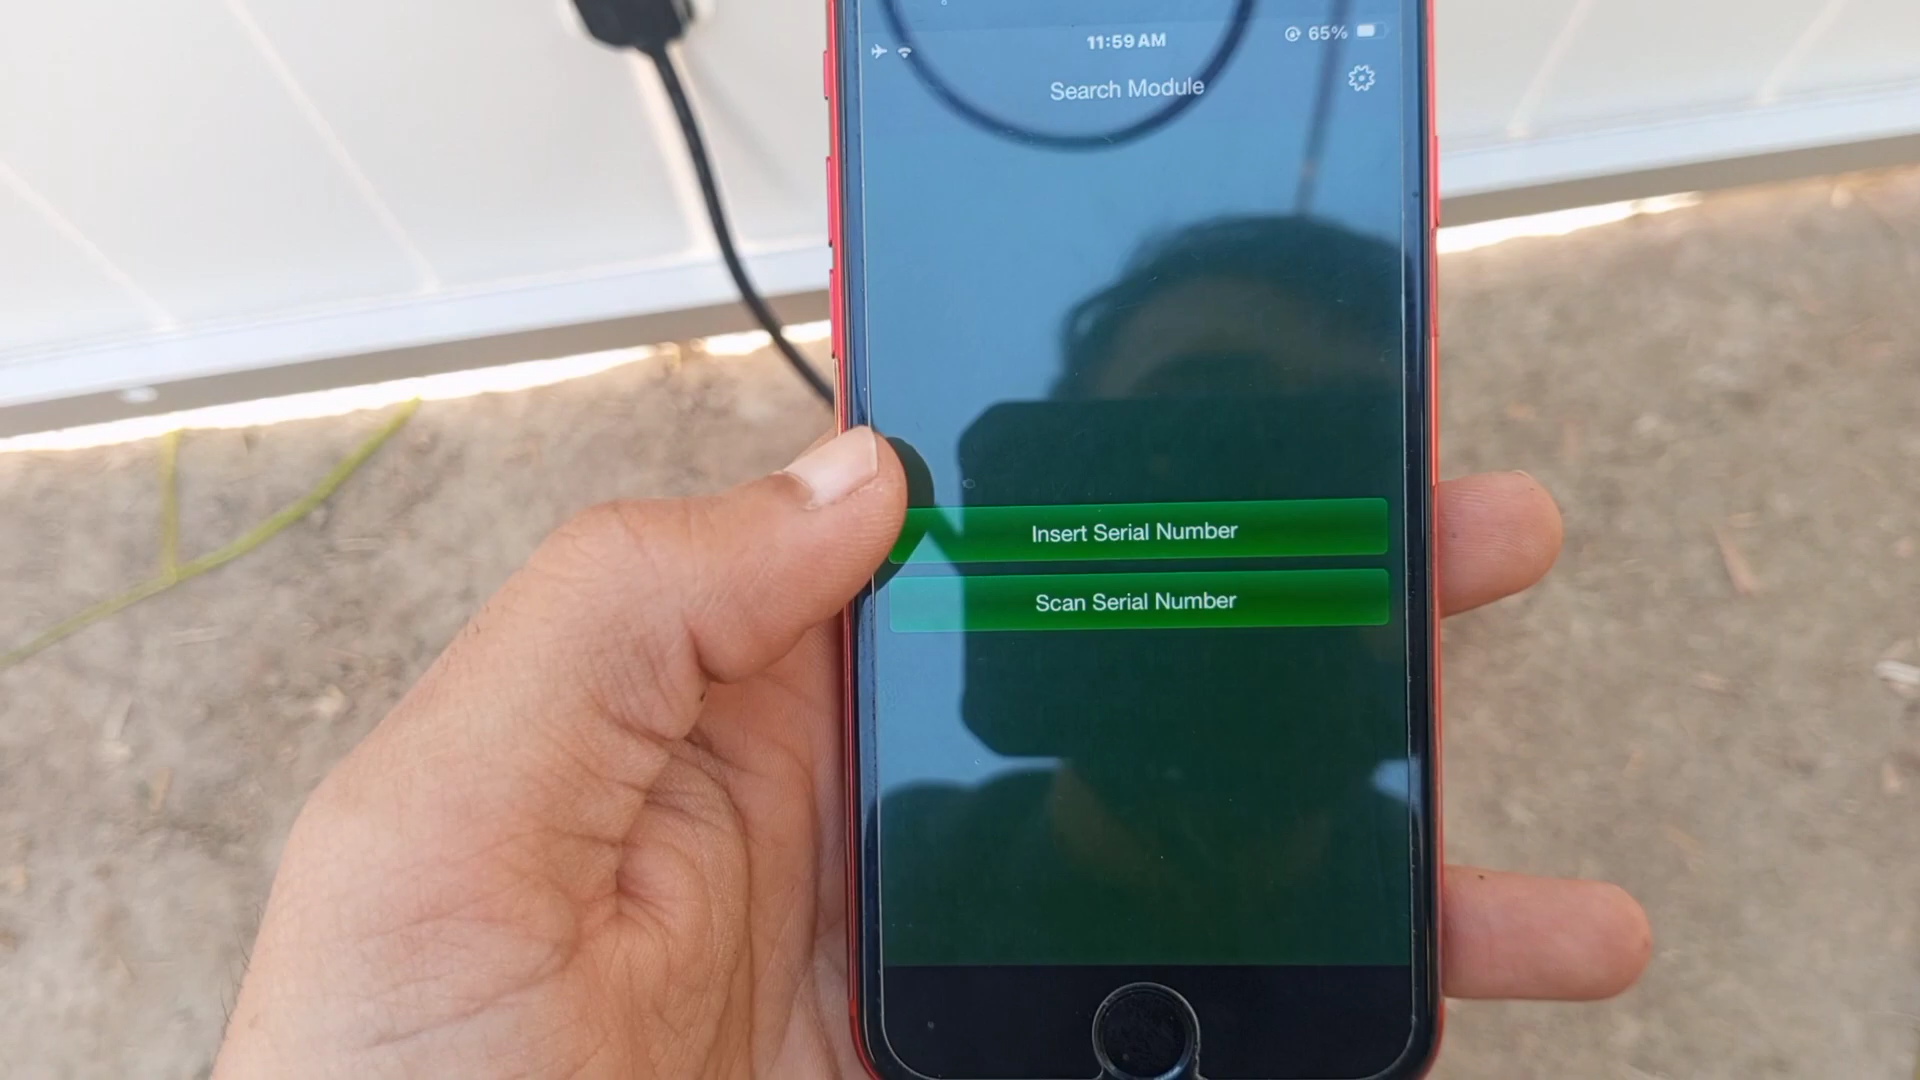 11:59 AM
65%
Search Module
Insert Serial Number
Scan Serial Number